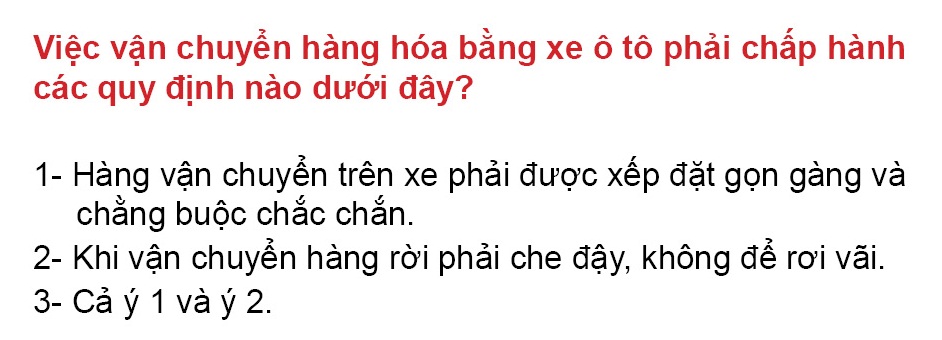 Việc vận chuyển hàng hóa bằng xe ô tô phải chấp hành
các quy định nào dưới đây?
1- Hàng vận chuyển trên xe phải được xếp đặt gọn gàng và
chằng buộc chắc chắn.
2- Khi vận chuyển hàng rời phải che đậy, không để rơi vãi.
3- Cả ý 1 và ý 2.